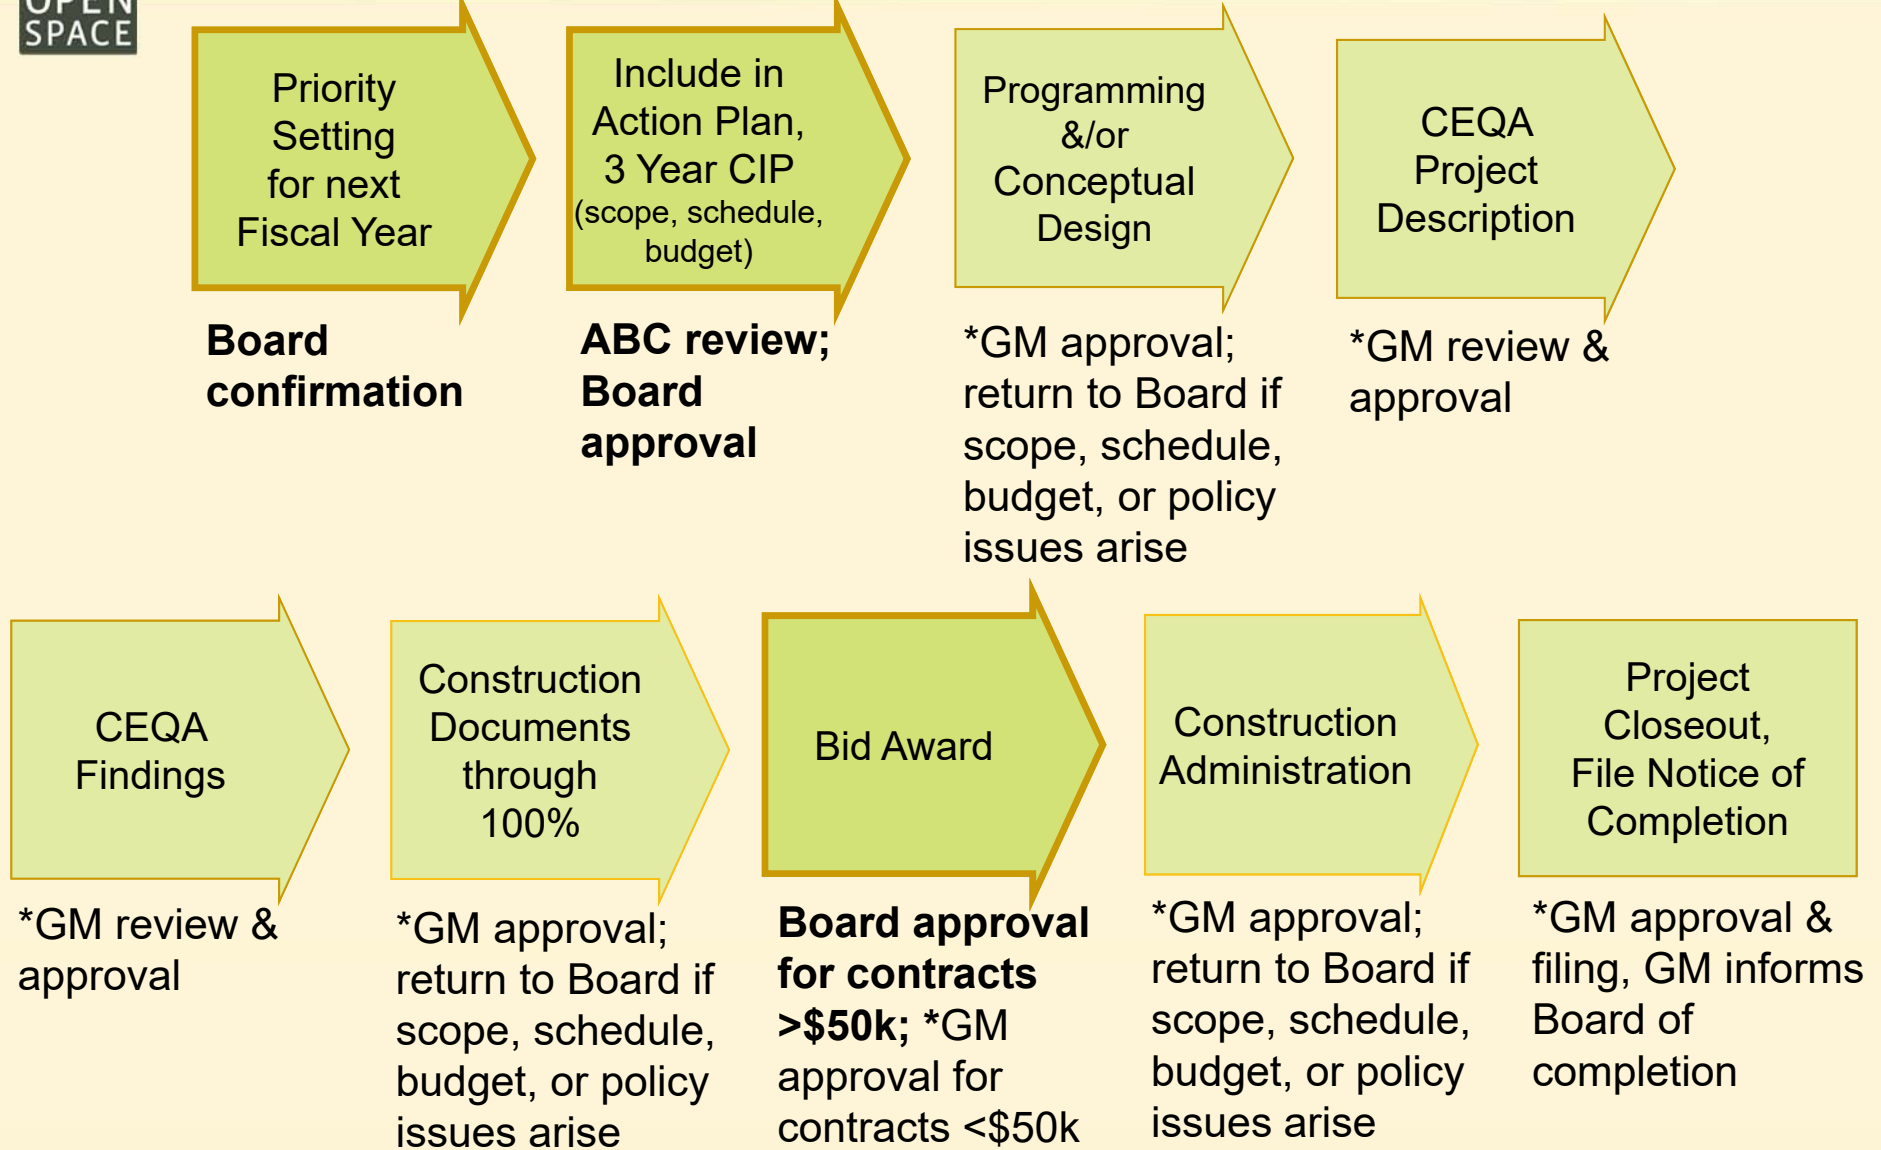 OPEN
SPACE
Priority
Setting
for next
Fiscal Year
Board
confirmation
Include in
Action Plan,
3 Year CIP
(scope, schedule,
budget)
ABC review;
Board
approval
Programming
&/or
Conceptual
Design
*GM approval;
return to Board if
scope, schedule,
budget, or policy
issues arise
CEQA
Project
Description
*GM review &
approval
CEQA
Findings
*GM review &
approval
Construction
Documents
through
100%
*GM approval;
return to Board if
scope, schedule,
budget, or policy
issues arise
Bid Award
Board approval
for contracts
>$50k; *GM
approval for
contracts <$50k
Construction
Administration
*GM approval;
return to Board if
scope, schedule,
budget, or policy
issues arise
Project
Closeout,
File Notice of
Completion
*GM approval &
filing, GM informs
Board of
completion